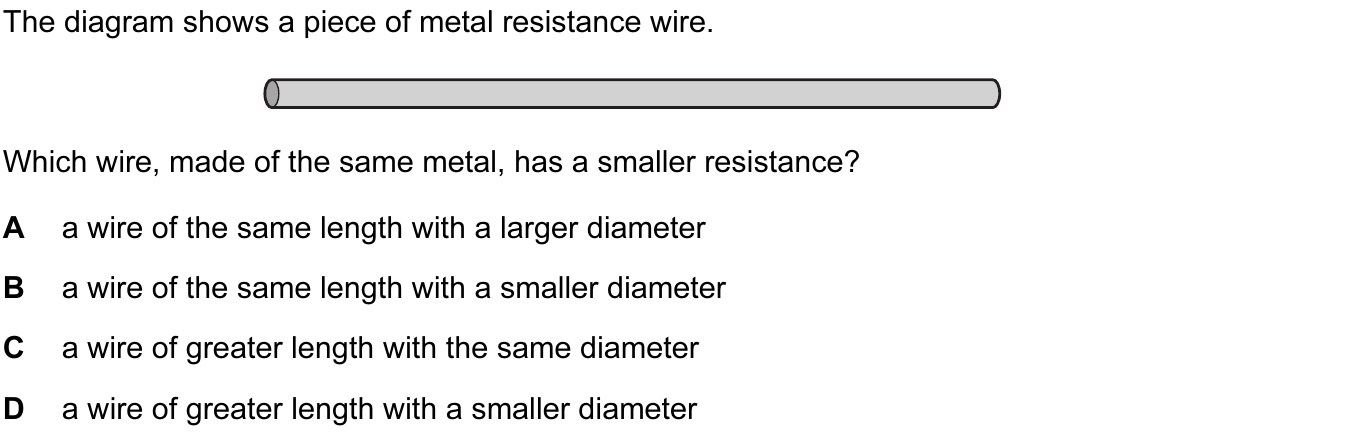 The diagram shows a piece of metal resistance wire.
Which wire, made of the same metal, has a smaller resistance?
A a wire of the same length with a larger diameter
B a wire of the same length with a smaller diameter
C a wire of greater length with the same diameter
D a wire of greater length with a smaller diameter